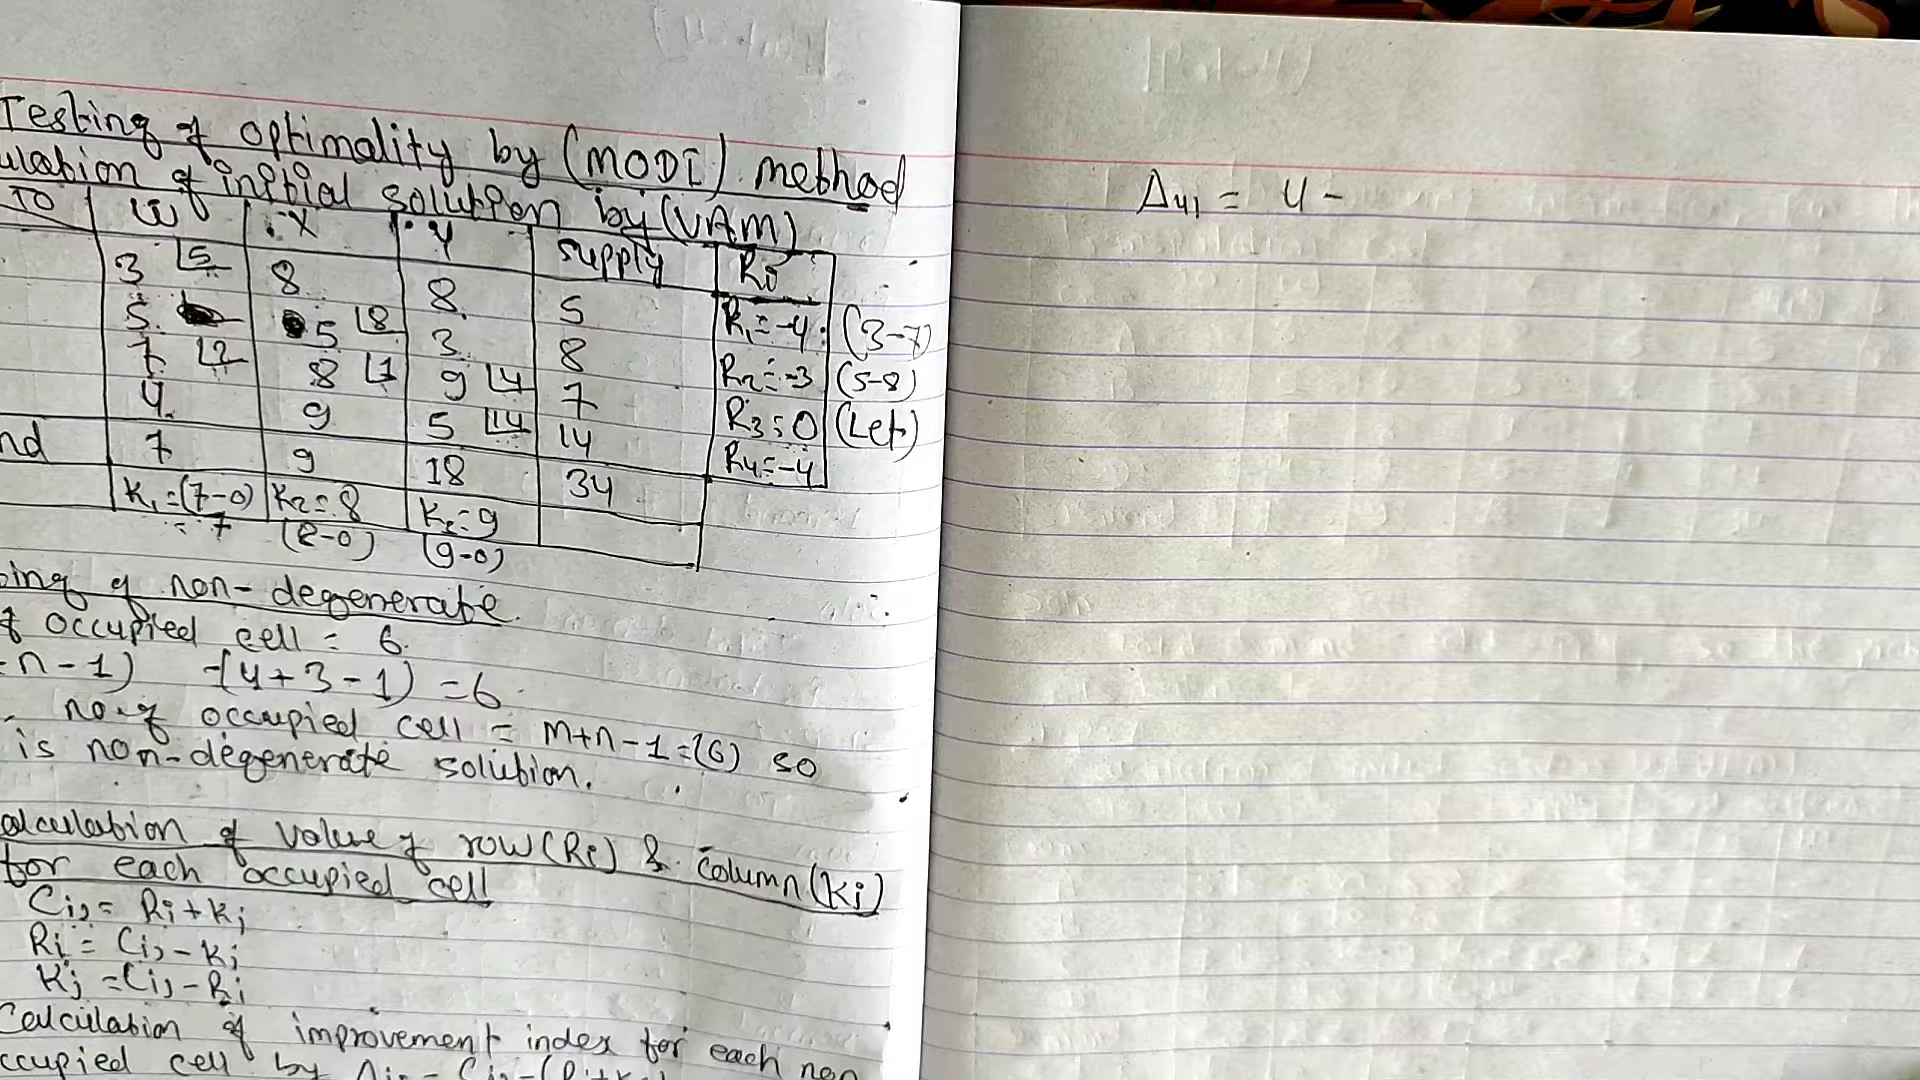 Testing of optimality by (MODI) method
ulation of initial solution by (VAM)
TO W X Y supply Ri
3 5 8 8 5 R1=-4 (3-7)
5 5 8 3 8 R2=-3 (5-8)
7 2 8 1 9 4 7 R3=0 (Let)
4 9 5 14 14 R4=-4
nd 7 9 18 34
K1=(7-0) K2=8 K2=9
=7 (8-0) (9-0)
ing of non-degenerate.
of occupied cell = 6.
n-1) -(4+3-1) =6
no.of occupied cell = m+n-1=(6) so
is non-degenerate solution.
alculation of value of row(Ri) & column(Kj)
for each occupied cell
Cij= Ri+Kj
Ri= Cij-Kj
Kj=Cij-Ri
Calculation of improvement index for each non
ccupied cell by
Δ41 = 4-